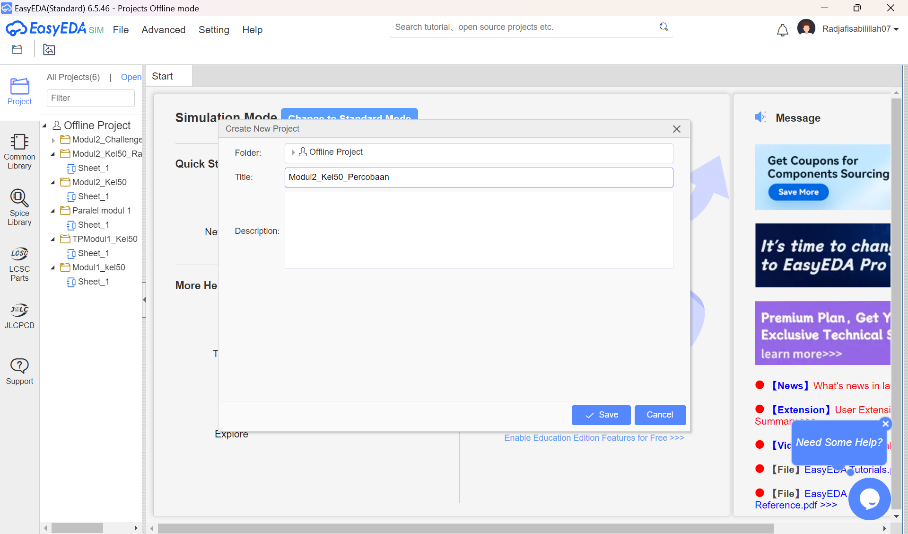 EasyEDA(Standard) 6.5.46 - Projects Offline mode
EasyEDA SIM File Advanced Setting Help
Search tutorial, open source projects etc.
Radjafisabilillah07
Project
Common Library
Spice Library
LCSC
LCSC Parts
JLCPCB
Support
All Projects(6) | Open
Filter
Offline Project
Modul2_Challenge
Modul2_Kel50_Ra
Sheet_1
Modul2_Kel50
Sheet_1
Paralel modul 1
Sheet_1
TPModul1_Kel50
Sheet_1
Modul1_kel50
Sheet_1
Start
Simulation Mode Change to Standard Mode
Quick St
Ne
More He
T
Explore
Enable Education Edition Features for Free >>>
Create New Project
Folder: Offline Project
Title: Modul2_Kel50_Percobaan
Description:
Save Cancel
Message
Get Coupons for
Components Sourcing
Save More
It's time to chan
to EasyEDA Pro
Premium Plan, Get Y
Exclusive Technical S
learn more>>>
【News】 What's news in la
【Extension】 User Extensi
Summary>>>
【Vid
【File】 EasyEDA Tutorials.
【File】 EasyEDA
Reference.pdf >>>
Need Some Help?